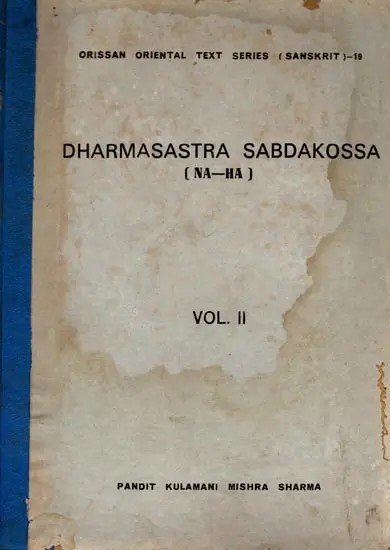 ORISSAN ORIENTAL TEXT SERIES (SANSKRIT)-19
DHARMASASTRA SABDAKOSSA
(NA—HA)
VOL. II
PANDIT KULAMANI MISHRA SHARMA